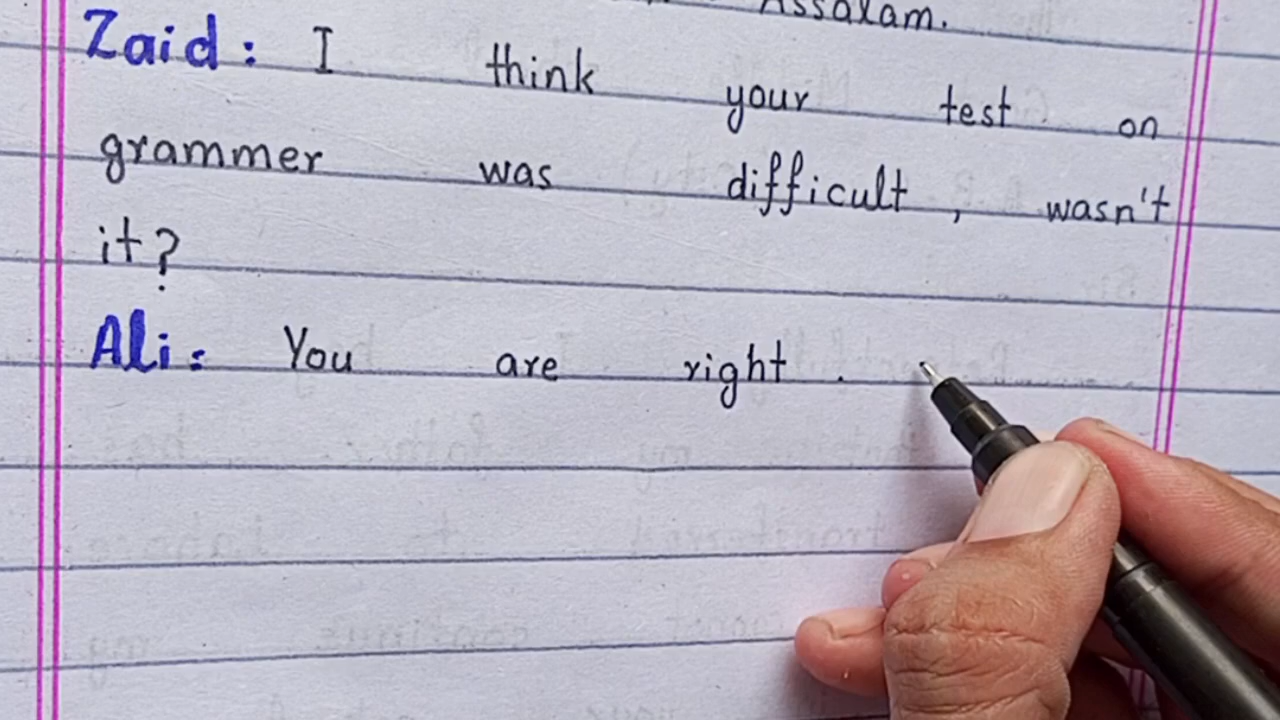 Assalam.
Zaid: I think your test on
grammer was difficult, wasn't
it?
Ali: You are right.